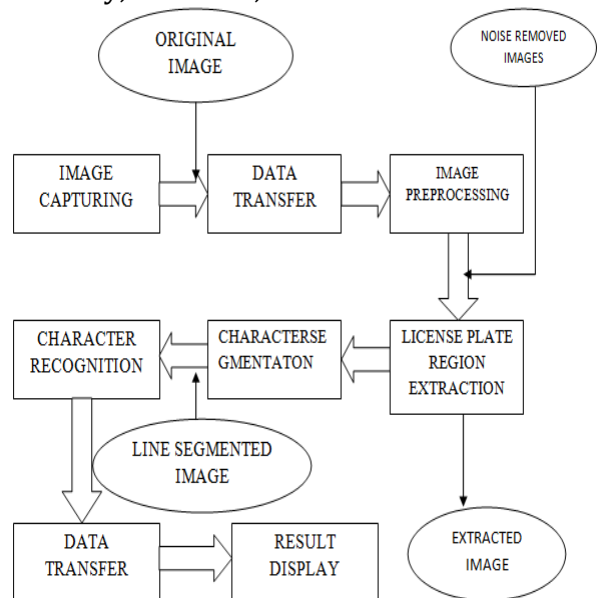 ORIGINAL
IMAGE
NOISE REMOVED
IMAGES
IMAGE
CAPTURING
DATA
TRANSFER
IMAGE
PREPROCESSING
CHARACTER
RECOGNITION
CHARACTERSE
GMENTATON
LICENSE PLATE
REGION
EXTRACTION
LINE SEGMENTED
IMAGE
DATA
TRANSFER
RESULT
DISPLAY
EXTRACTED
IMAGE